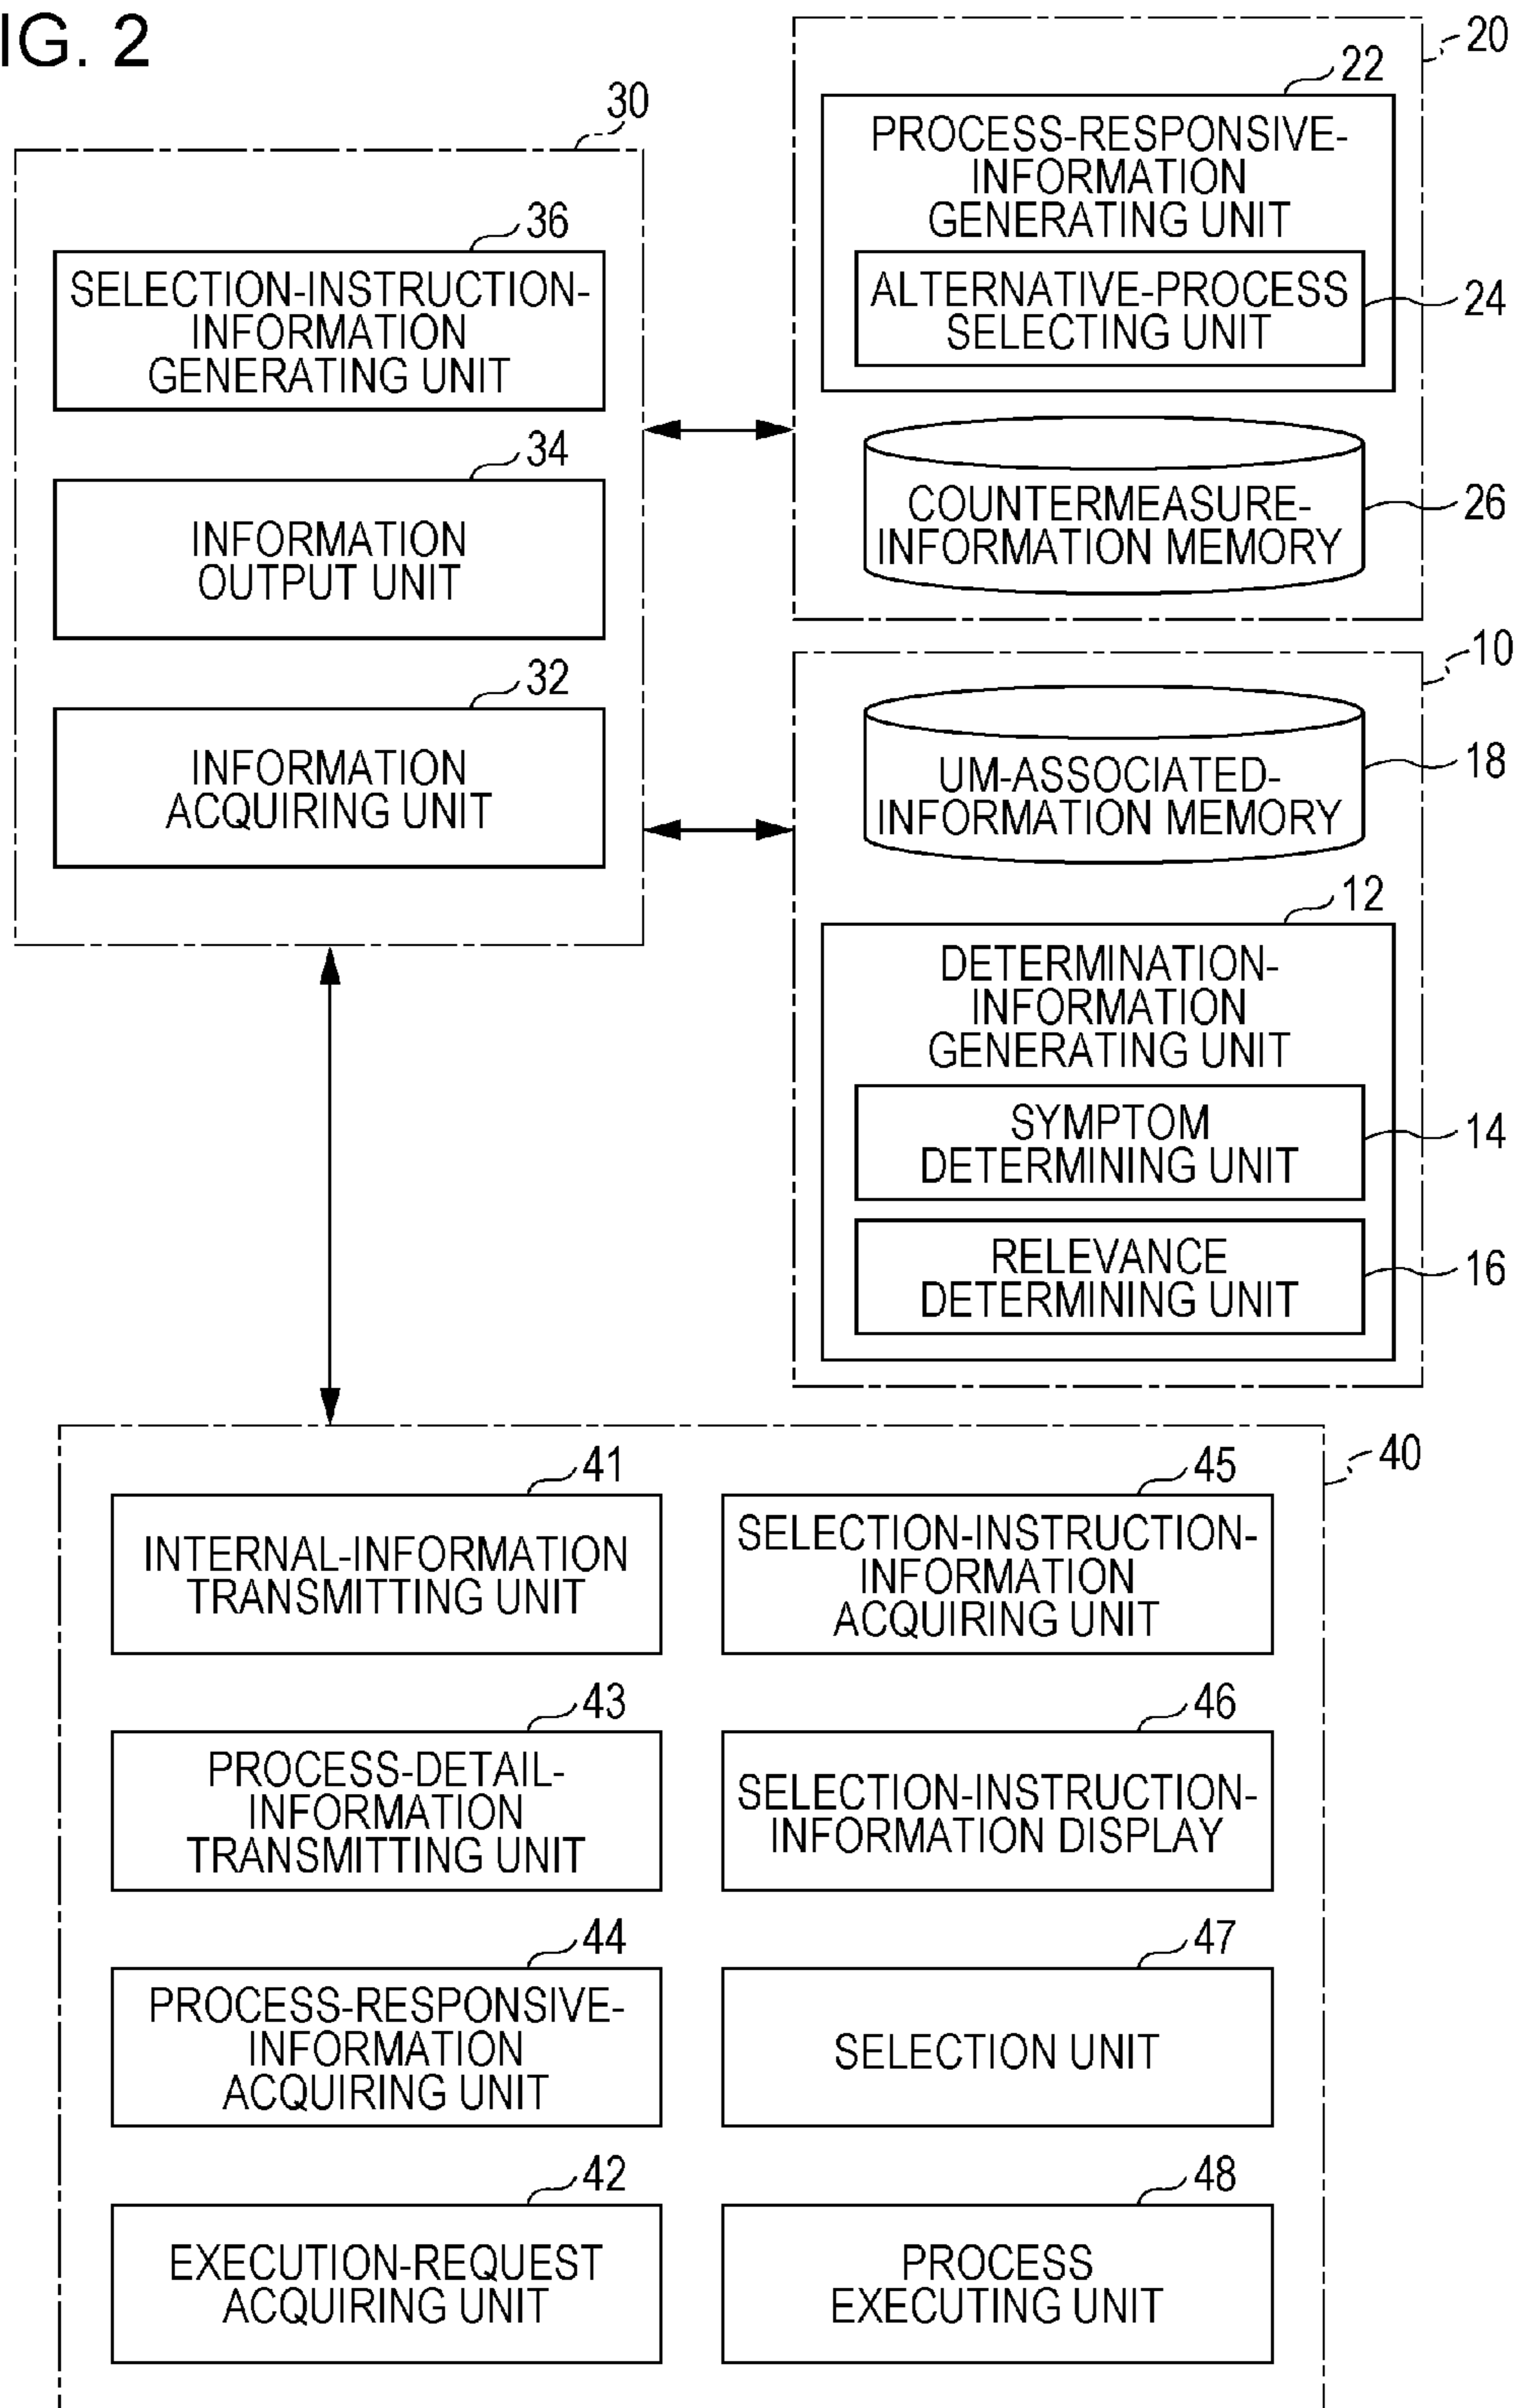 IG. 2
30
36
SELECTION-INSTRUCTION-
INFORMATION
GENERATING UNIT
34
INFORMATION
OUTPUT UNIT
32
INFORMATION
ACQUIRING UNIT
20
22
PROCESS-RESPONSIVE-
INFORMATION
GENERATING UNIT
ALTERNATIVE-PROCESS
SELECTING UNIT
24
COUNTERMEASURE-
INFORMATION MEMORY
26
10
UM-ASSOCIATED-
INFORMATION MEMORY
18
12
DETERMINATION-
INFORMATION
GENERATING UNIT
SYMPTOM
DETERMINING UNIT
14
RELEVANCE
DETERMINING UNIT
16
40
41
INTERNAL-INFORMATION
TRANSMITTING UNIT
45
SELECTION-INSTRUCTION-
INFORMATION
ACQUIRING UNIT
43
PROCESS-DETAIL-
INFORMATION
TRANSMITTING UNIT
46
SELECTION-INSTRUCTION-
INFORMATION DISPLAY
44
PROCESS-RESPONSIVE-
INFORMATION
ACQUIRING UNIT
47
SELECTION UNIT
42
EXECUTION-REQUEST
ACQUIRING UNIT
48
PROCESS
EXECUTING UNIT